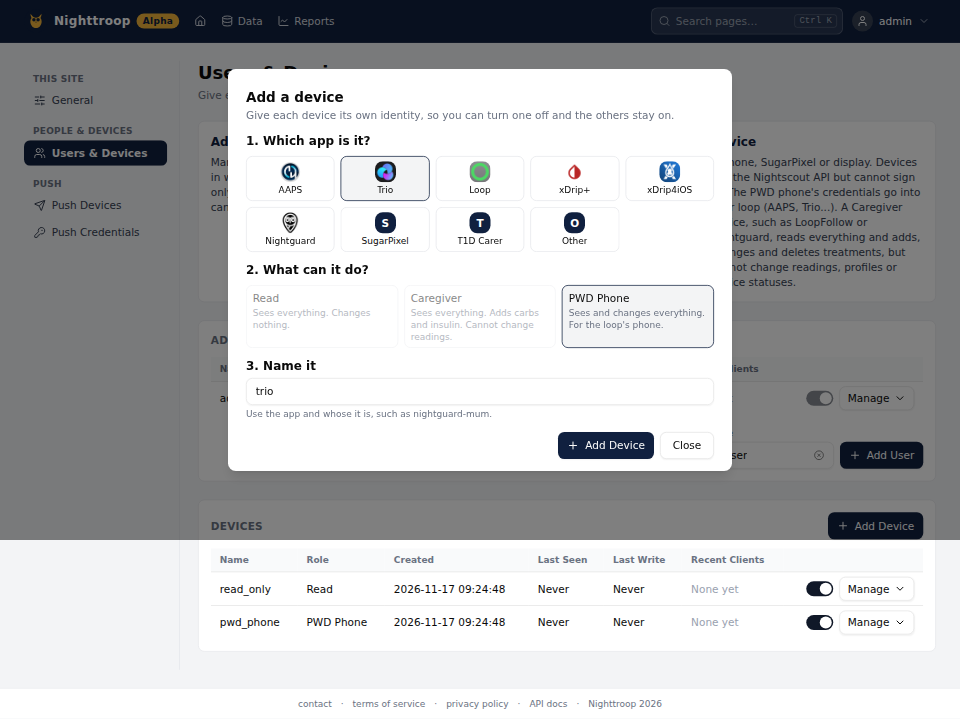 Nighttroop Alpha Data Reports Search pages... Ctrl K admin
THIS SITE
General
PEOPLE & DEVICES
Users & Devices
PUSH
Push Devices
Push Credentials
Add a device
Give each device its own identity, so you can turn one off and the others stay on.
1. Which app is it?
AAPS Trio Loop xDrip+ xDrip4iOS
Nightguard S SugarPixel T T1D Carer O Other
2. What can it do?
Read
Sees everything. Changes
nothing.
Caregiver
Sees everything. Adds carbs
and insulin. Cannot change
readings.
PWD Phone
Sees and changes everything.
For the loop's phone.
3. Name it
trio
Use the app and whose it is, such as nightguard-mum.
Add Device Close
SugarPixel or display. Devices
the Nightscout API but cannot sign
The PWD phone's credentials go into
loop (AAPS, Trio...). A Caregiver
such as LoopFollow or
reads everything and adds,
and deletes treatments, but
change readings, profiles or
statuses.
Manage
Add User
DEVICES
Add Device
Name Role Created Last Seen Last Write Recent Clients
read_only Read 2026-11-17 09:24:48 Never Never None yet Manage
pwd_phone PWD Phone 2026-11-17 09:24:48 Never Never None yet Manage
contact · terms of service · privacy policy · API docs · Nighttroop 2026